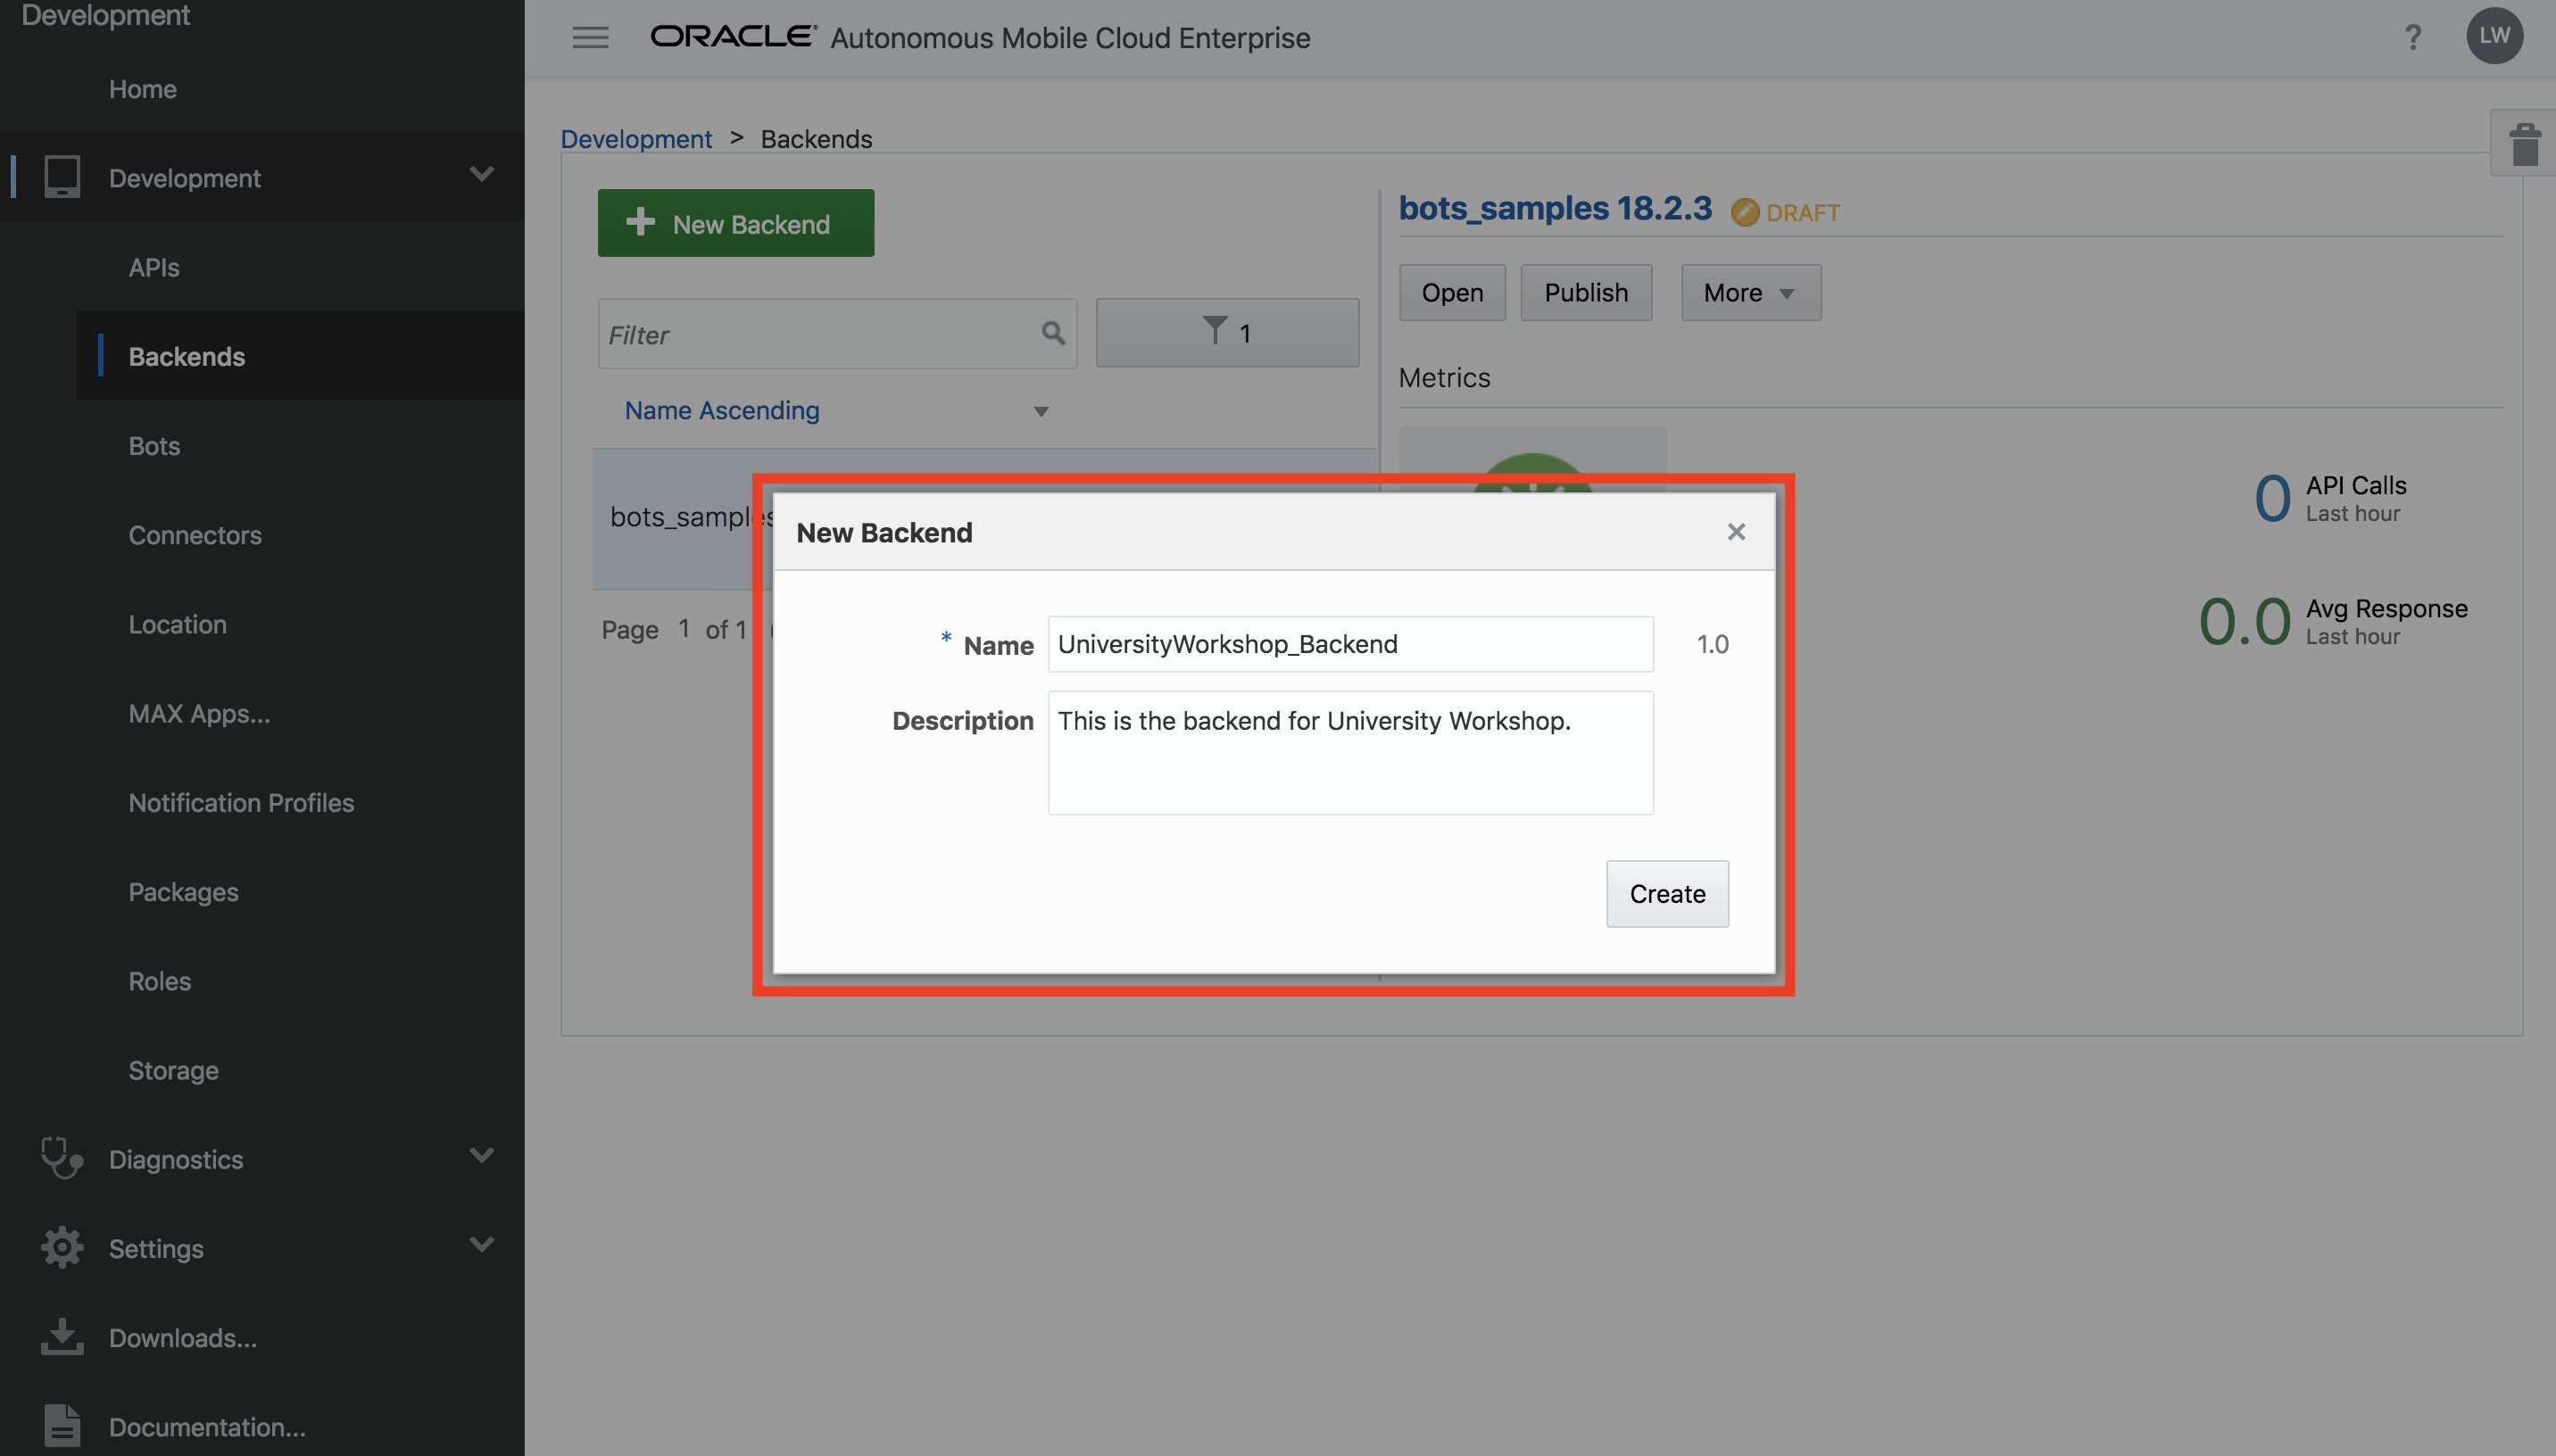 Development
Home
Development
APIs
Backends
Bots
Connectors
Location
MAX Apps...
Notification Profiles
Packages
Roles
Storage
Diagnostics
Settings
Downloads...
Documentation...
ORACLE Autonomous Mobile Cloud Enterprise
? LW
Development > Backends
New Backend
Filter
1
Name Ascending
bots_samples
Page 1 of 1
bots_samples 18.2.3 DRAFT
Open Publish More
Metrics
0 API Calls
Last hour
0.0 Avg Response
Last hour
New Backend
* Name UniversityWorkshop_Backend 1.0
Description This is the backend for University Workshop.
Create